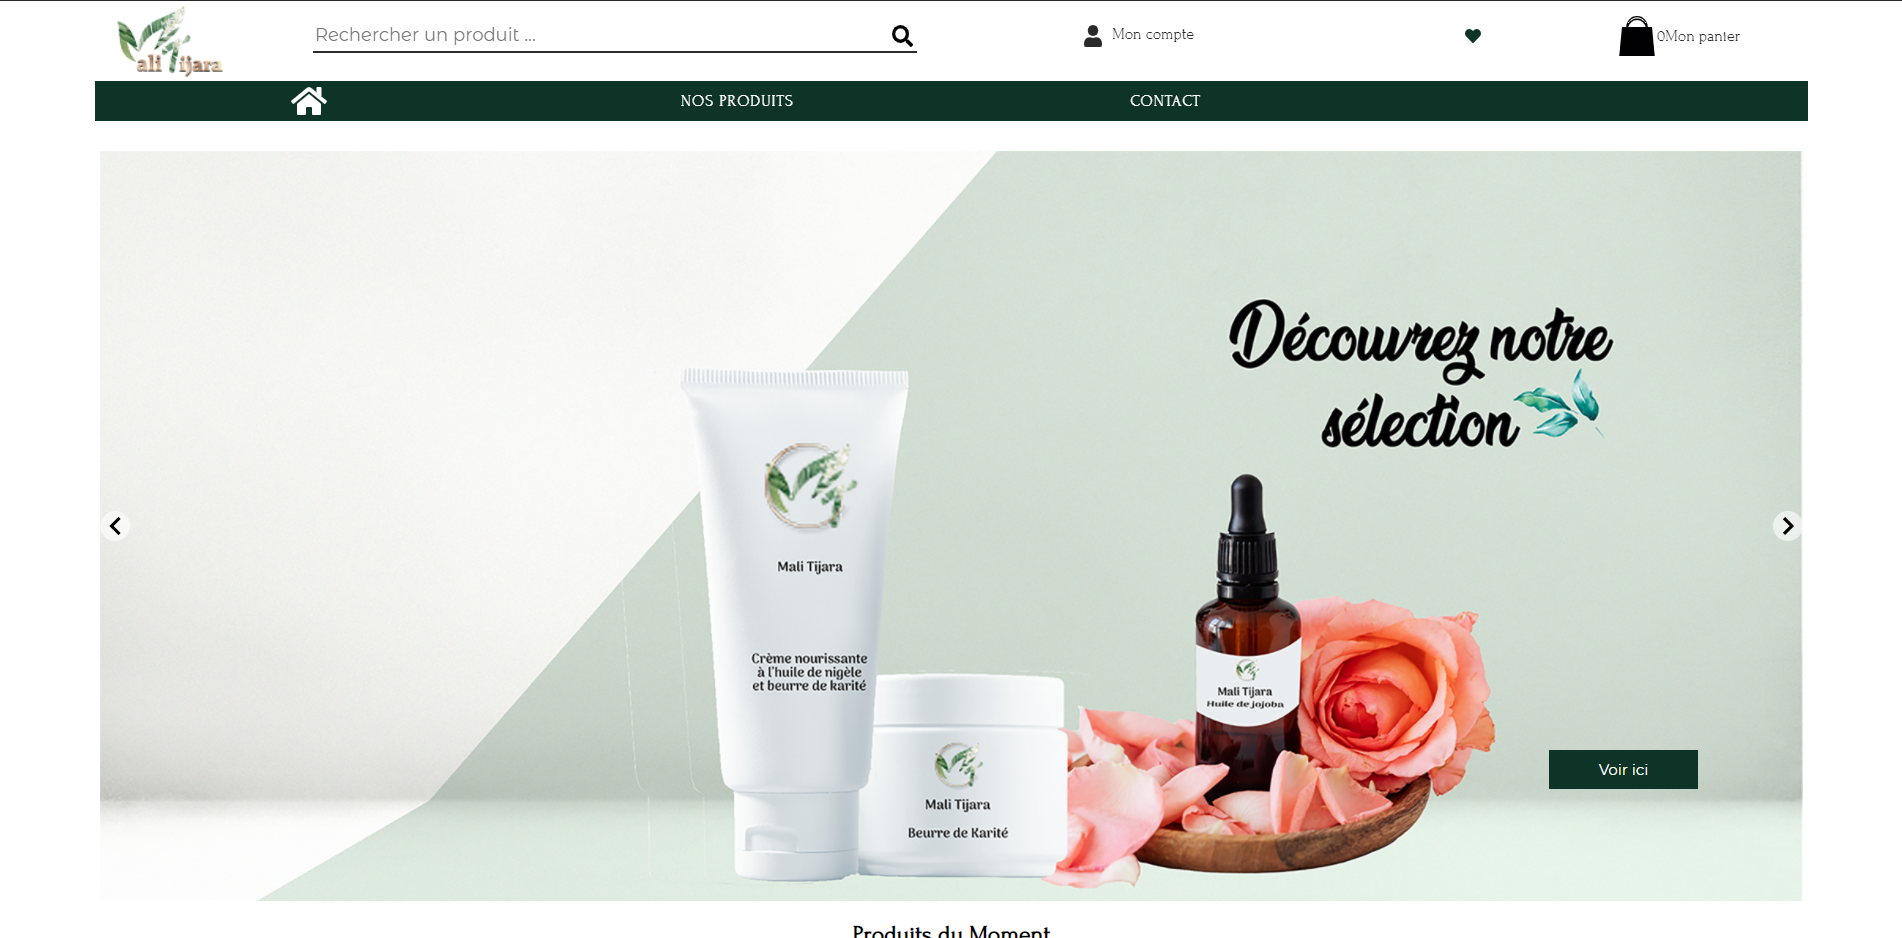 ali Tijara
Rechercher un produit ...
Mon compte
0Mon panier
NOS PRODUITS
CONTACT
Découvrez notre
sélection
Mali Tijara
Crème nourissante
à l'huile de nigèle
et beurre de karité
Mali Tijara
Huile de jojoba
Mali Tijara
Beurre de Karité
Voir ici
Produits du Moment